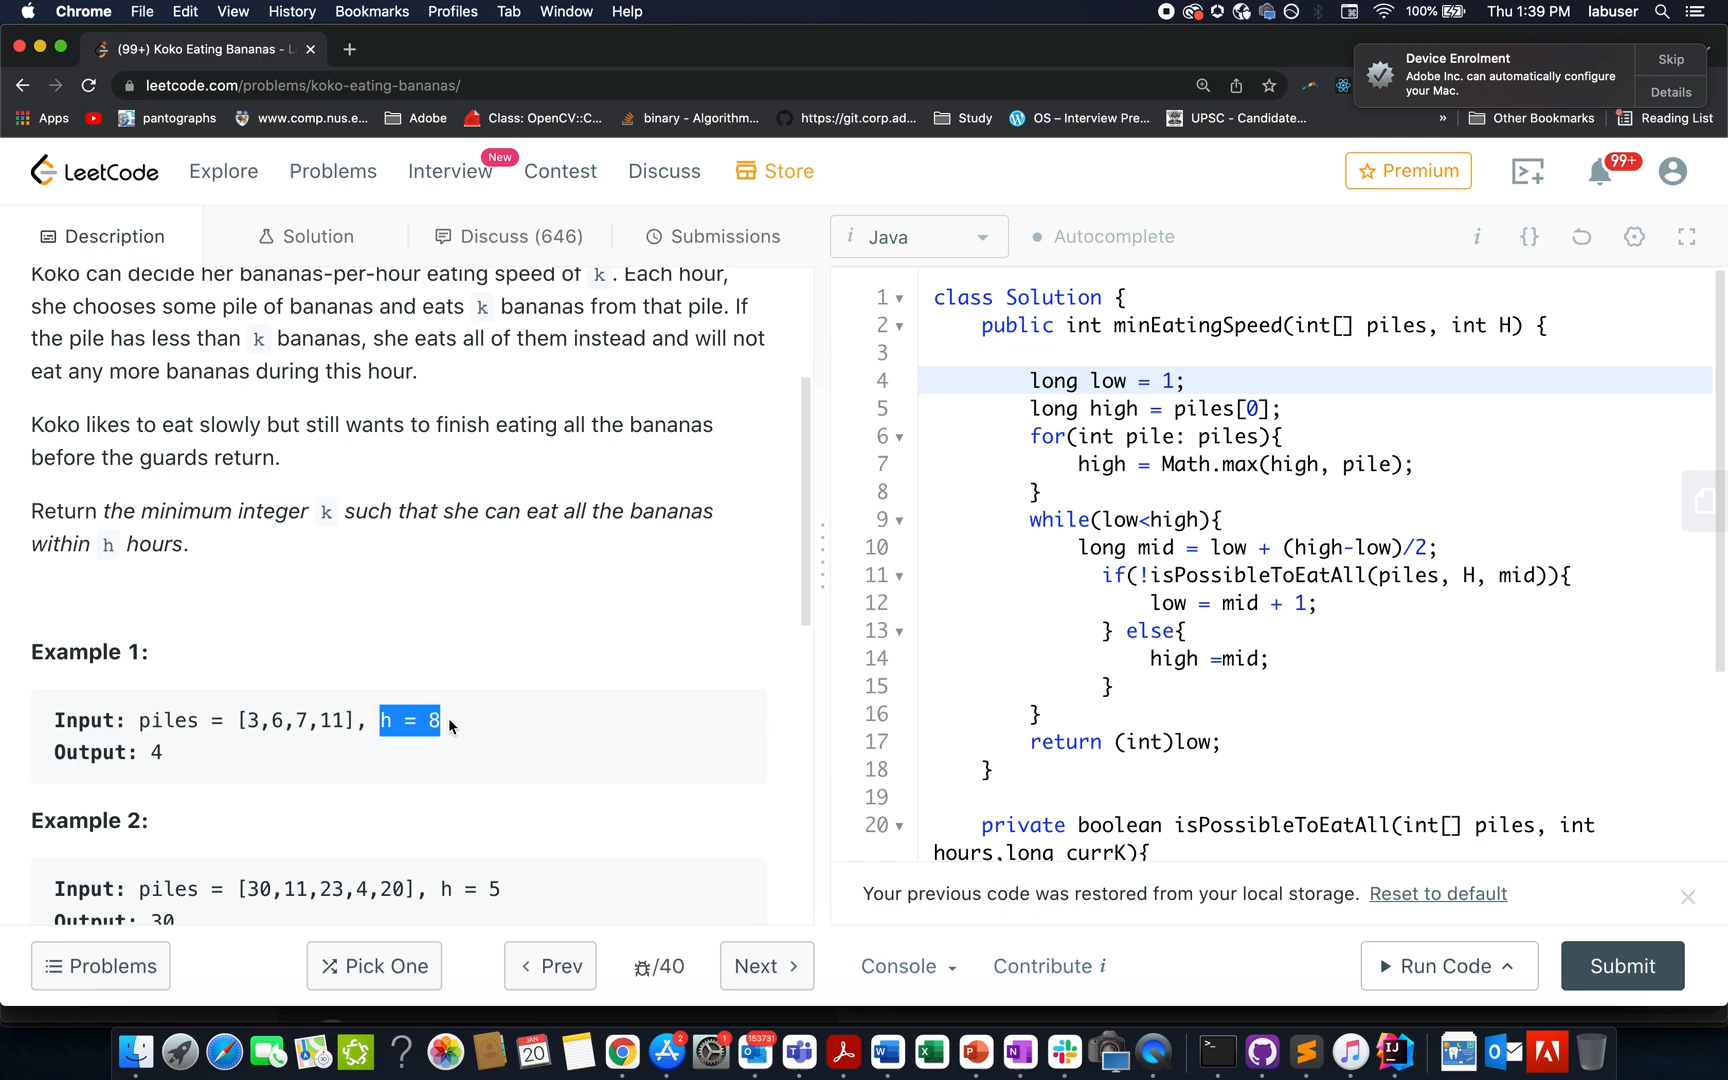 Chrome File Edit View History Bookmarks Profiles Tab Window Help 100% Thu 1:39 PM labuser
(99+) Koko Eating Bananas - L
leetcode.com/problems/koko-eating-bananas/
Device Enrolment
Adobe Inc. can automatically configure
your Mac.
Skip
Details
Apps pantographs www.comp.nus.e... Adobe Class: OpenCV::C... binary - Algorithm... https://git.corp.ad... Study OS – Interview Pre... UPSC - Candidate... » Other Bookmarks Reading List
LeetCode Explore Problems Interview New Contest Discuss Store Premium 99+
Description Solution Discuss (646) Submissions
i Java Autocomplete i {}
Koko can decide her bananas-per-hour eating speed of k . Each hour,
she chooses some pile of bananas and eats k bananas from that pile. If
the pile has less than k bananas, she eats all of them instead and will not
eat any more bananas during this hour.
Koko likes to eat slowly but still wants to finish eating all the bananas
before the guards return.
Return the minimum integer k such that she can eat all the bananas
within h hours.
Example 1:
Input: piles = [3,6,7,11], h = 8
Output: 4
Example 2:
Input: piles = [30,11,23,4,20], h = 5
Output: 30
1 class Solution {
2 public int minEatingSpeed(int[] piles, int H) {
3
4 long low = 1;
5 long high = piles[0];
6 for(int pile: piles){
7 high = Math.max(high, pile);
8 }
9 while(low<high){
10 long mid = low + (high-low)/2;
11 if(!isPossibleToEatAll(piles, H, mid)){
12 low = mid + 1;
13 } else{
14 high =mid;
15 }
16 }
17 return (int)low;
18 }
19
20 private boolean isPossibleToEatAll(int[] piles, int
hours,long currK){
Your previous code was restored from your local storage. Reset to default
Problems Pick One < Prev /40 Next >
Console Contribute i Run Code Submit
JAN
20
2
1
153731